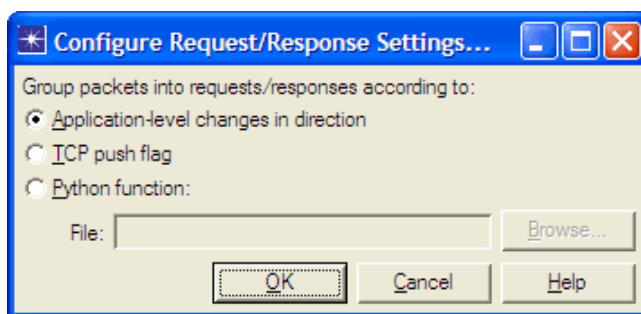 Configure Request/Response Settings...
Group packets into requests/responses according to:
Application-level changes in direction
TCP push flag
Python function:
File: Browse...
OK Cancel Help